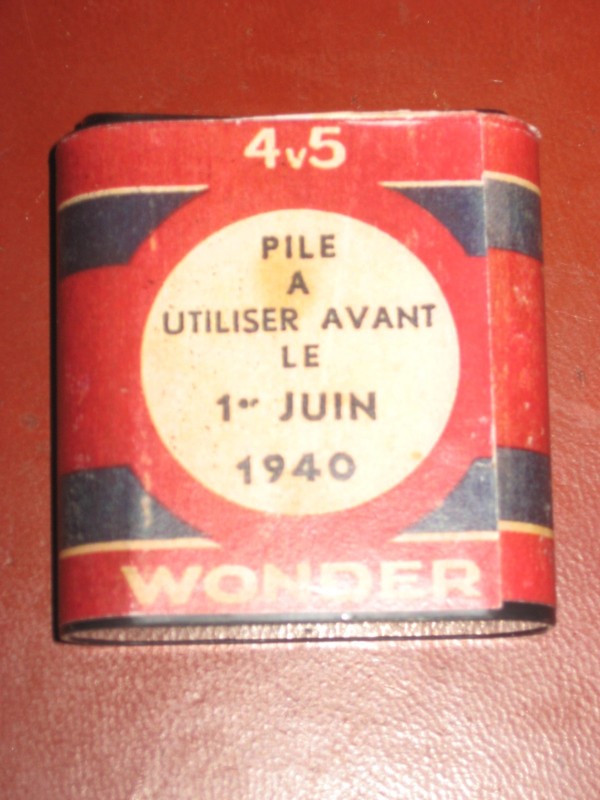 4v5
PILE
A
UTILISER AVANT
LE
1er JUIN
1940
WONDER